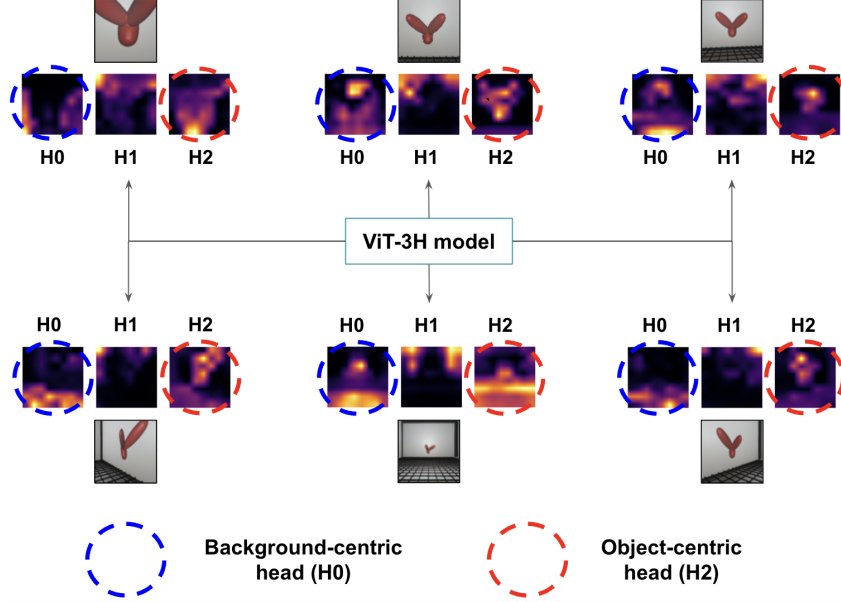 H0 H1 H2 H0 H1 H2 H0 H1 H2
ViT-3H model
H0 H1 H2 H0 H1 H2 H0 H1 H2
Background-centric
head (H0)
Object-centric
head (H2)